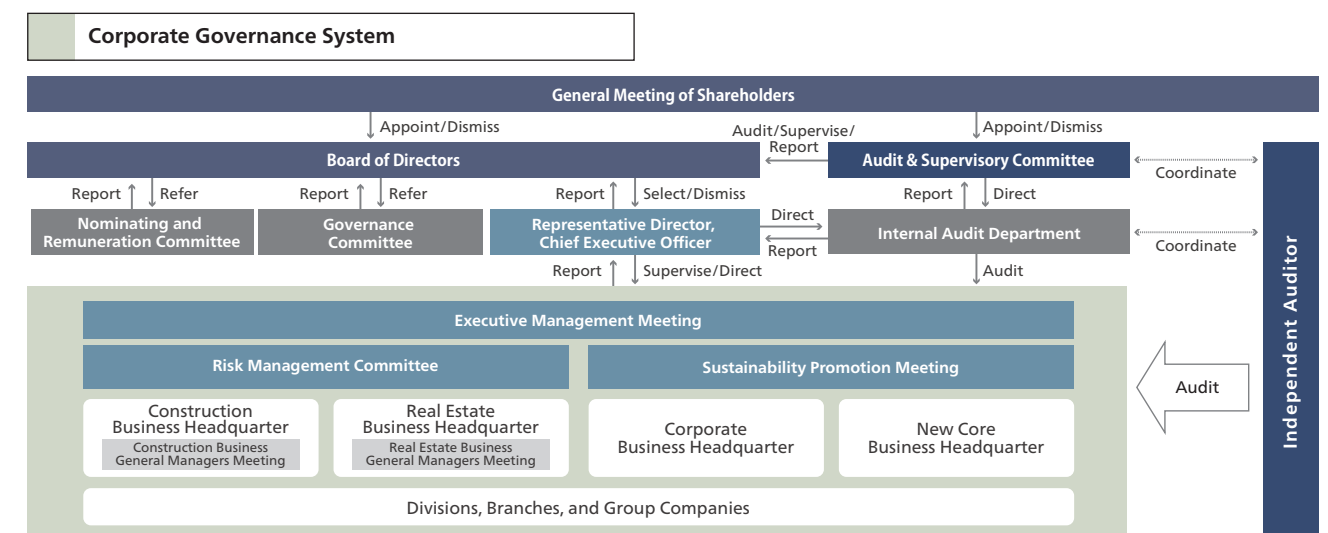 Corporate Governance System
General Meeting of Shareholders
Appoint/Dismiss
Appoint/Dismiss
Audit/Supervise/
Report
Board of Directors
Audit & Supervisory Committee
Coordinate
Report
Refer
Report
Refer
Report
Select/Dismiss
Report
Direct
Nominating and
Remuneration Committee
Governance
Committee
Representative Director,
Chief Executive Officer
Direct
Report
Internal Audit Department
Coordinate
Report
Supervise/Direct
Audit
Independent Auditor
Executive Management Meeting
Risk Management Committee
Sustainability Promotion Meeting
Audit
Construction
Business Headquarter
Construction Business
General Managers Meeting
Real Estate
Business Headquarter
Real Estate Business
General Managers Meeting
Corporate
Business Headquarter
New Core
Business Headquarter
Divisions, Branches, and Group Companies